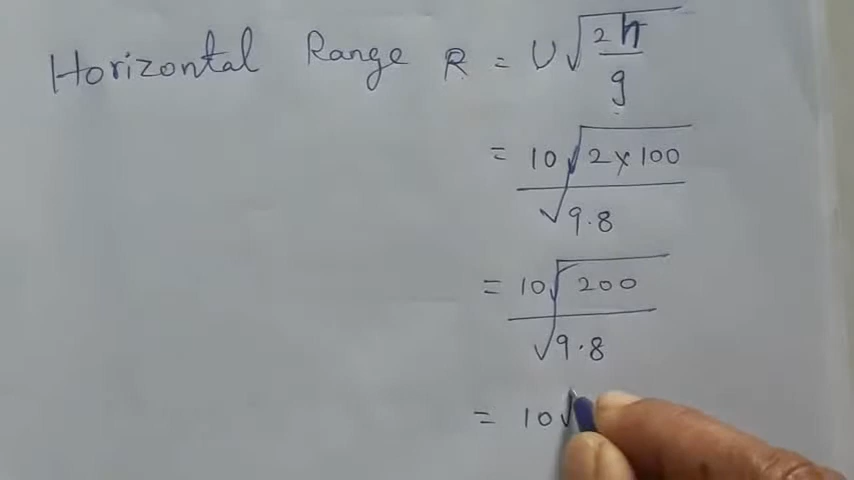 Horizontal Range R = U√(2h/g)
= 10√(2×100)/√9.8
= 10√200/√9.8
= 10√